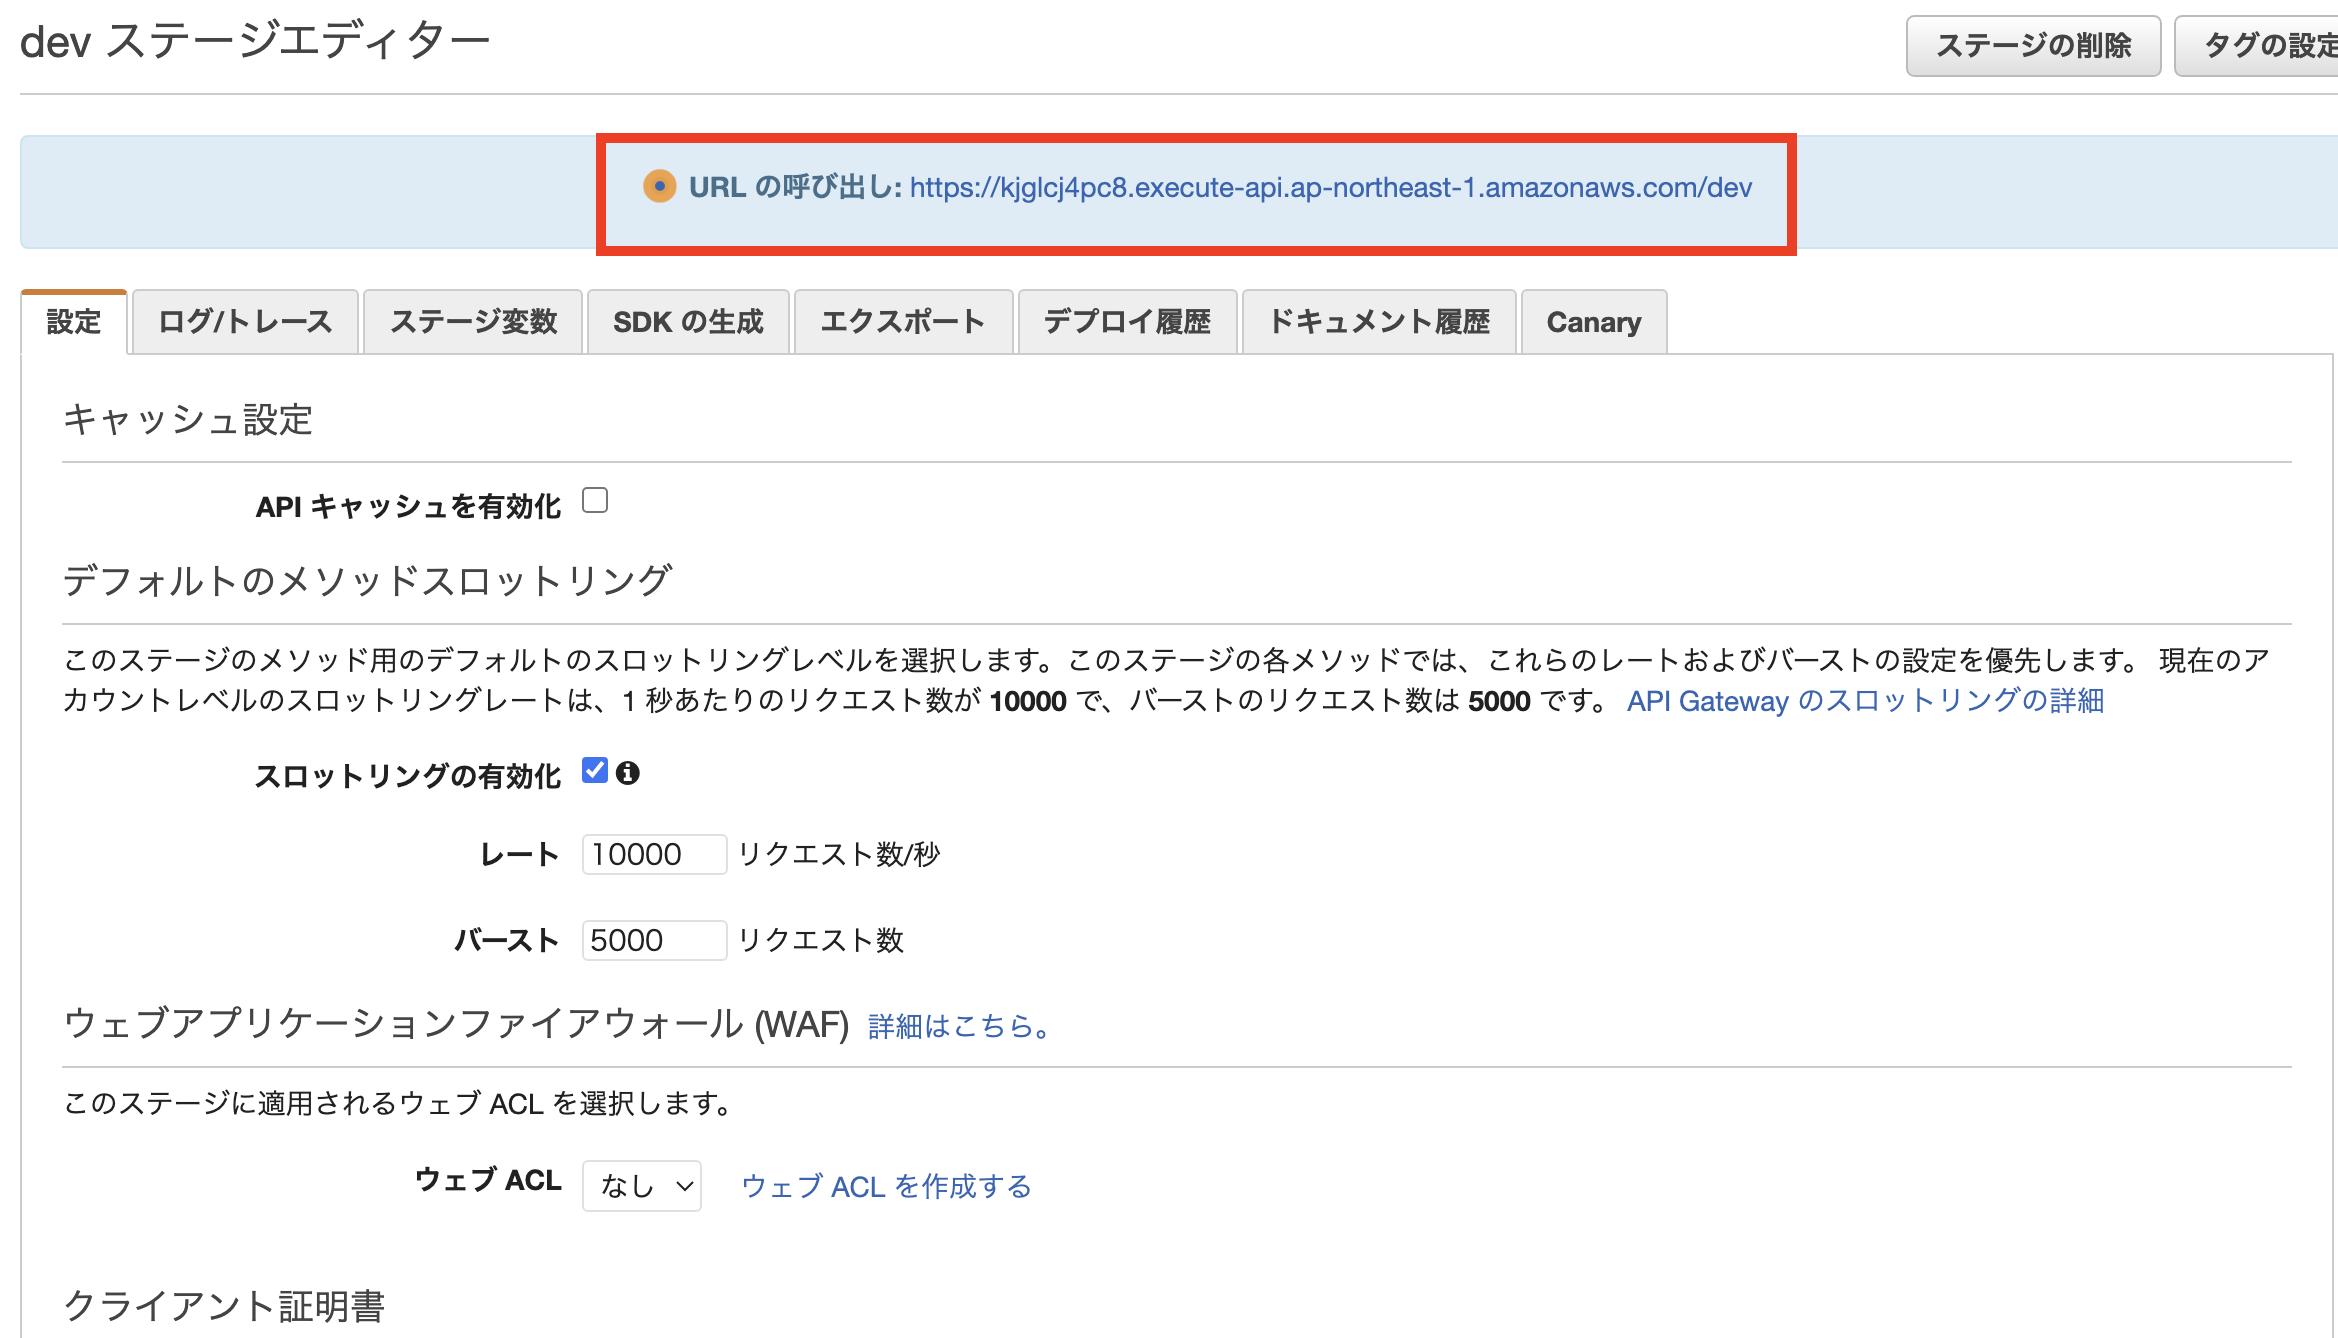 dev ステージエディター
ステージの削除
タグの設定
URL の呼び出し: https://kjglcj4pc8.execute-api.ap-northeast-1.amazonaws.com/dev
設定 ログ/トレース ステージ変数 SDK の生成 エクスポート デプロイ履歴 ドキュメント履歴 Canary
キャッシュ設定
API キャッシュを有効化
デフォルトのメソッドスロットリング
このステージのメソッド用のデフォルトのスロットリングレベルを選択します。このステージの各メソッドでは、これらのレートおよびバーストの設定を優先します。 現在のア
カウントレベルのスロットリングレートは、1 秒あたりのリクエスト数が 10000 で、バーストのリクエスト数は 5000 です。 API Gateway のスロットリングの詳細
スロットリングの有効化
レート 10000 リクエスト数/秒
バースト 5000 リクエスト数
ウェブアプリケーションファイアウォール (WAF) 詳細はこちら。
このステージに適用されるウェブ ACL を選択します。
ウェブ ACL なし ウェブ ACL を作成する
クライアント証明書